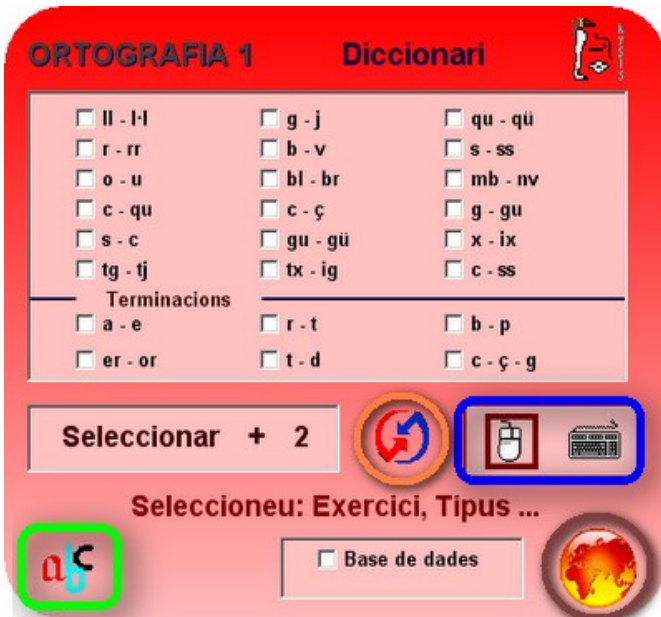 ORTOGRAFIA 1 Diccionari
ll - l·l g - j qu - qü
r - rr b - v s - ss
o - u bl - br mb - nv
c - qu c - ç g - gu
s - c gu - gü x - ix
tg - tj tx - ig c - ss
Terminacions
a - e r - t b - p
er - or t - d c - ç - g
Seleccionar + 2
Seleccioneu: Exercici, Tipus ...
abc
Base de dades